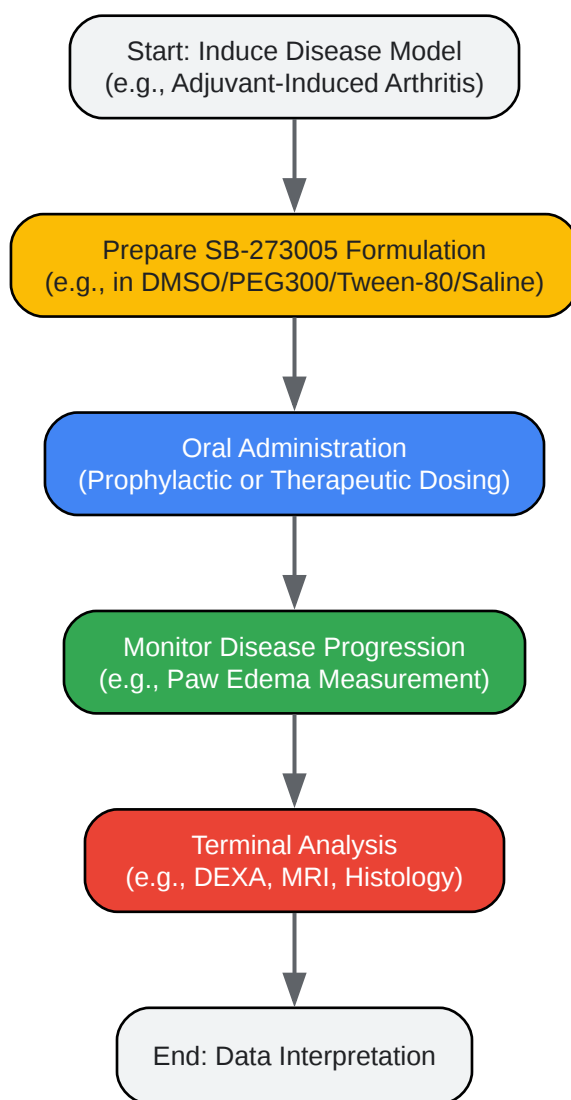 Start: Induce Disease Model
(e.g., Adjuvant-Induced Arthritis)
Prepare SB-273005 Formulation
(e.g., in DMSO/PEG300/Tween-80/Saline)
Oral Administration
(Prophylactic or Therapeutic Dosing)
Monitor Disease Progression
(e.g., Paw Edema Measurement)
Terminal Analysis
(e.g., DEXA, MRI, Histology)
End: Data Interpretation